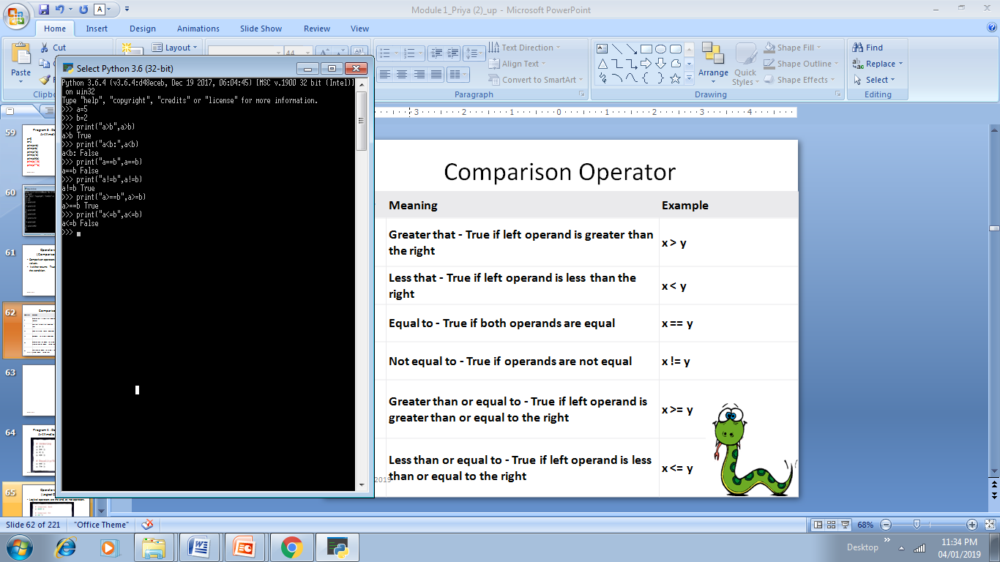 Module 1_Priya (2)_up - Microsoft PowerPoint
Home Insert Design Animations Slide Show Review View
Paste
Cut
Layout
44
Text Direction
Align Text
Convert to SmartArt
Paragraph
Arrange
Quick Styles
Shape Fill
Shape Outline
Shape Effects
Drawing
Find
Replace
Select
Editing
Select Python 3.6 (32-bit)
Python 3.6.4 (v3.6.4:d48eceb, Dec 19 2017, 06:04:45) [MSC v.1900 32 bit (Intel)]
on win32
Type "help", "copyright", "credits" or "license" for more information.
>>> a=5
>>> b=2
>>> print("a>b",a>b)
a>b True
>>> print("a<b:",a<b)
a<b: False
>>> print("a==b",a==b)
a==b False
>>> print("a!=b",a!=b)
a!=b True
>>> print("a>==b",a>=b)
a>==b True
>>> print("a<=b",a<=b)
a<=b False
>>>
3 2 1 0 1 2 3 4
59
60
61
62
63
64
65
Comparison Operator
Meaning Example
Greater that - True if left operand is greater than
the right
x > y
Less that - True if left operand is less than the
right
x < y
Equal to - True if both operands are equal
x == y
Not equal to - True if operands are not equal
x != y
Greater than or equal to - True if left operand is
greater than or equal to the right
x >= y
Less than or equal to - True if left operand is less
than or equal to the right
x <= y
Slide 62 of 221 "Office Theme" 68%
Desktop
11:34 PM
04/01/2019